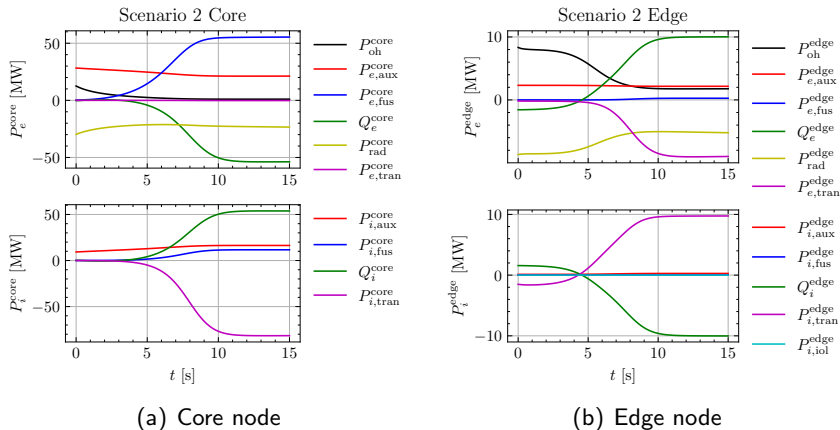 Scenario 2 Core
P_e^core [MW]
50
0
−50
P_oh^core
P_e,aux^core
P_e,fus^core
Q_e^core
P_rad^core
P_e,tran^core
0 5 10 15
P_i^core [MW]
50
0
−50
P_i,aux^core
P_i,fus^core
Q_i^core
P_i,tran^core
0 5 10 15
t [s]
(a) Core node
Scenario 2 Edge
P_e^edge [MW]
10
0
P_oh^edge
P_e,aux^edge
P_e,fus^edge
Q_e^edge
P_rad^edge
P_e,tran^edge
0 5 10 15
P_i^edge [MW]
10
0
−10
P_i,aux^edge
P_i,fus^edge
Q_i^edge
P_i,tran^edge
P_i,iol^edge
0 5 10 15
t [s]
(b) Edge node